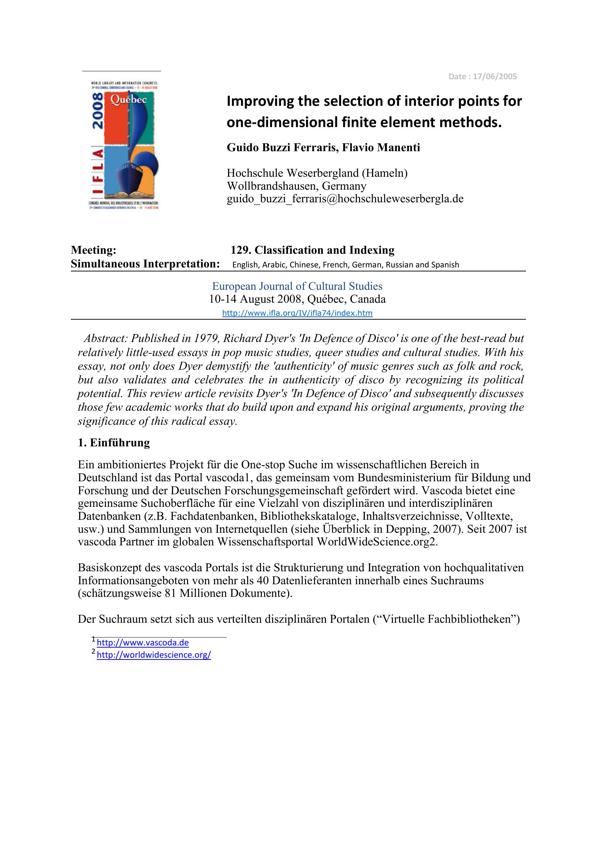 Date : 17/06/2005
2008
Québec
IFLA
Improving the selection of interior points for
one-dimensional finite element methods.
Guido Buzzi Ferraris, Flavio Manenti
Hochschule Weserbergland (Hameln)
Wollbrandshausen, Germany
guido_buzzi_ferraris@hochschuleweserbergla.de
Meeting: 129. Classification and Indexing
Simultaneous Interpretation: English, Arabic, Chinese, French, German, Russian and Spanish
European Journal of Cultural Studies
10-14 August 2008, Québec, Canada
http://www.ifla.org/IV/ifla74/index.htm
Abstract: Published in 1979, Richard Dyer's 'In Defence of Disco' is one of the best-read but
relatively little-used essays in pop music studies, queer studies and cultural studies. With his
essay, not only does Dyer demystify the 'authenticity' of music genres such as folk and rock,
but also validates and celebrates the in authenticity of disco by recognizing its political
potential. This review article revisits Dyer's 'In Defence of Disco' and subsequently discusses
those few academic works that do build upon and expand his original arguments, proving the
significance of this radical essay.
1. Einführung
Ein ambitioniertes Projekt für die One-stop Suche im wissenschaftlichen Bereich in
Deutschland ist das Portal vascoda1, das gemeinsam vom Bundesministerium für Bildung und
Forschung und der Deutschen Forschungsgemeinschaft gefördert wird. Vascoda bietet eine
gemeinsame Suchoberfläche für eine Vielzahl von disziplinären und interdisziplinären
Datenbanken (z.B. Fachdatenbanken, Bibliothekskataloge, Inhaltsverzeichnisse, Volltexte,
usw.) und Sammlungen von Internetquellen (siehe Überblick in Depping, 2007). Seit 2007 ist
vascoda Partner im globalen Wissenschaftsportal WorldWideScience.org2.
Basiskonzept des vascoda Portals ist die Strukturierung und Integration von hochqualitativen
Informationsangeboten von mehr als 40 Datenlieferanten innerhalb eines Suchraums
(schätzungsweise 81 Millionen Dokumente).
Der Suchraum setzt sich aus verteilten disziplinären Portalen (“Virtuelle Fachbibliotheken”)
1 http://www.vascoda.de
2 http://worldwidescience.org/